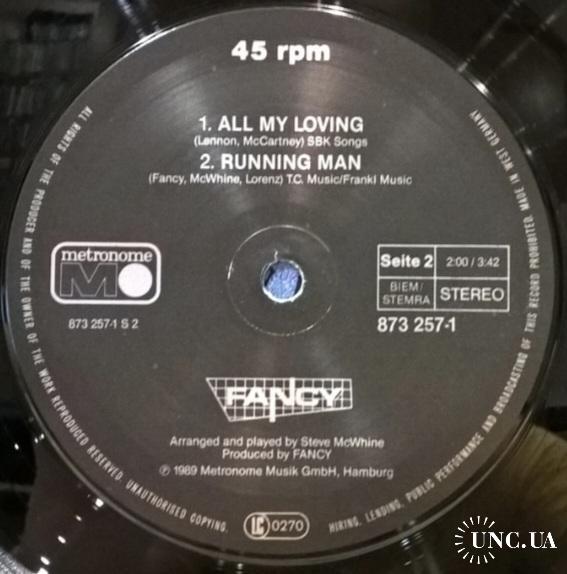 45 rpm
1. ALL MY LOVING
(Lennon, McCartney) SBK Songs
2. RUNNING MAN
(Fancy, McWhine, Lorenz) T.C. Music/Frankl Music
metronome
M
873 257-1 S 2
Seite 2
2:00 / 3:42
BIEM/
STEMRA
STEREO
873 257-1
FANCY
Arranged and played by Steve McWhine
Produced by FANCY
℗ 1989 Metronome Musik GmbH, Hamburg
LC 0270
ALL RIGHTS OF THE PRODUCER AND OF THE OWNER OF THE WORK REPRODUCED RESERVED. UNAUTHORISED COPYING. HIRING, LENDING, PUBLIC PERFORMANCE AND BROADCASTING OF THIS RECORD PROHIBITED. MADE IN WEST GERMANY
UNC.UA